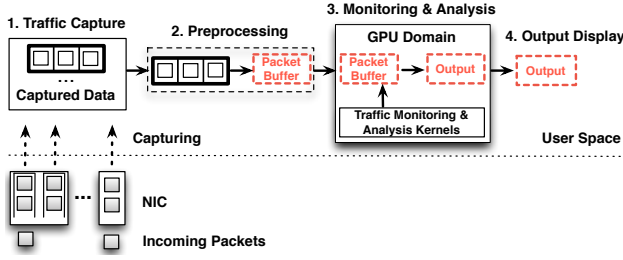 1. Traffic Capture
...
Captured Data
2. Preprocessing
Packet
Buffer
3. Monitoring & Analysis
GPU Domain
Packet
Buffer
Output
Traffic Monitoring &
Analysis Kernels
4. Output Display
Output
Capturing
User Space
...
NIC
Incoming Packets